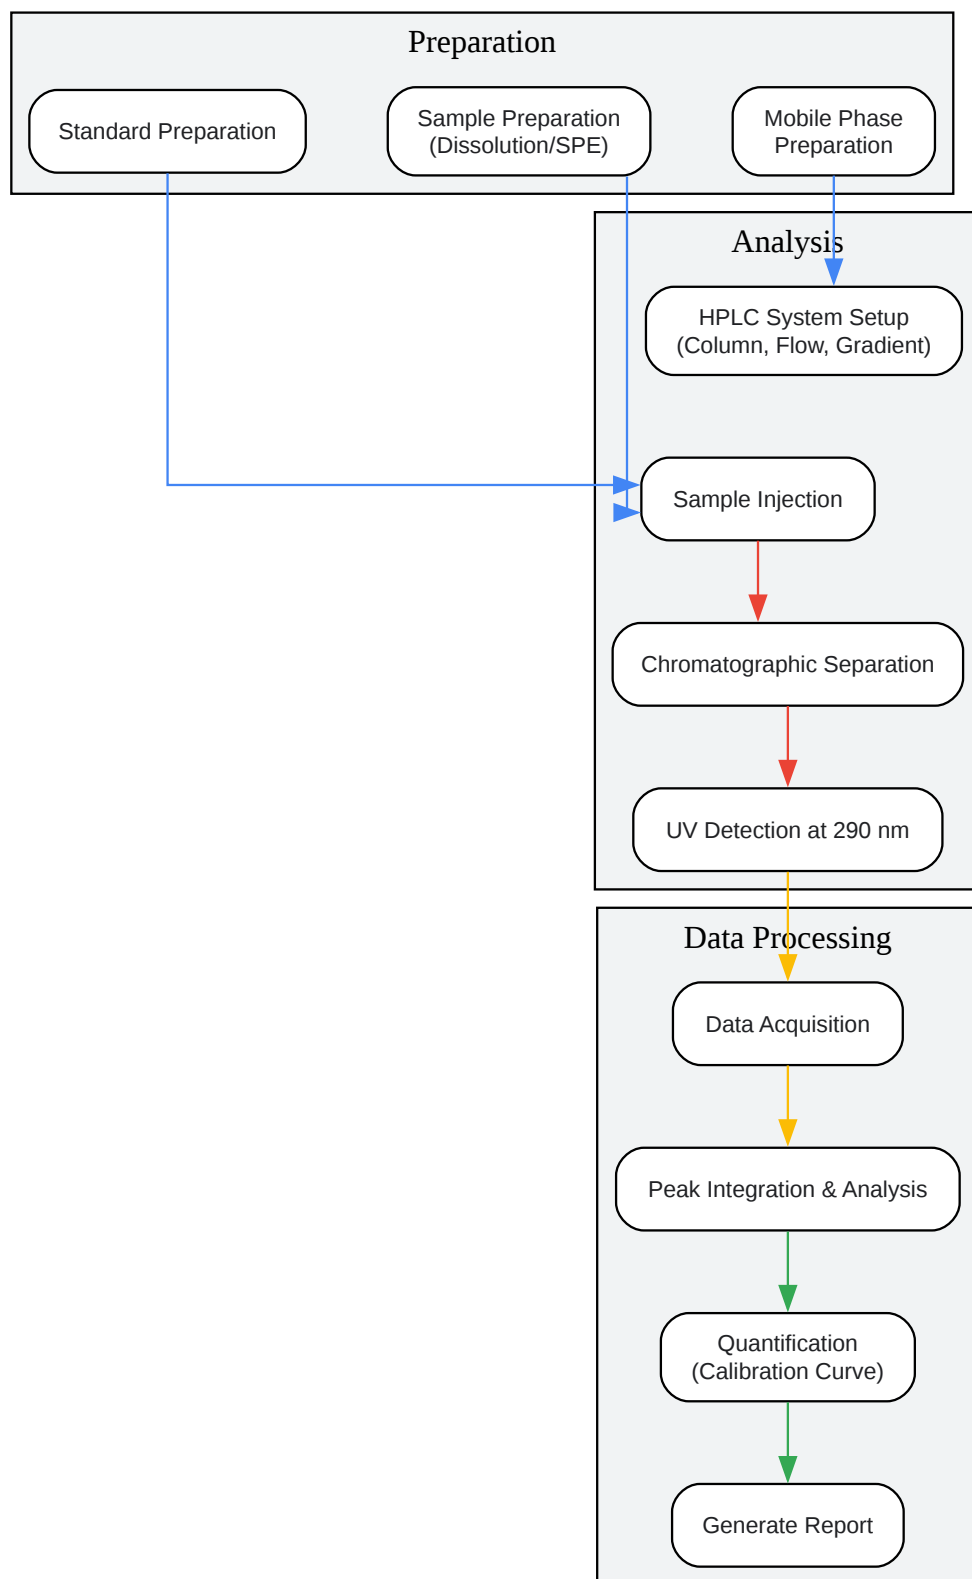 Preparation
Standard Preparation
Sample Preparation
(Dissolution/SPE)
Mobile Phase
Preparation
Analysis
HPLC System Setup
(Column, Flow, Gradient)
Sample Injection
Chromatographic Separation
UV Detection at 290 nm
Data Processing
Data Acquisition
Peak Integration & Analysis
Quantification
(Calibration Curve)
Generate Report